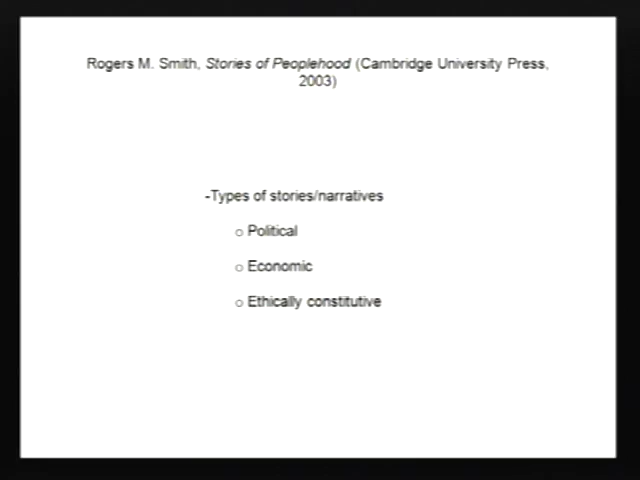 Rogers M. Smith, Stories of Peoplehood (Cambridge University Press,
2003)
-Types of stories/narratives
o Political
o Economic
o Ethically constitutive